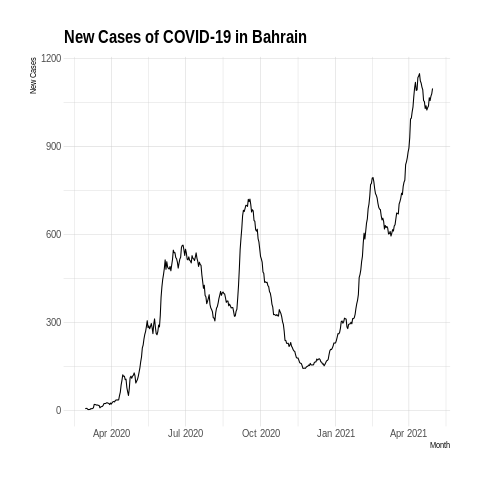 New Cases of COVID-19 in Bahrain
New Cases
1200
900
600
300
0
Apr 2020 Jul 2020 Oct 2020 Jan 2021 Apr 2021
Month